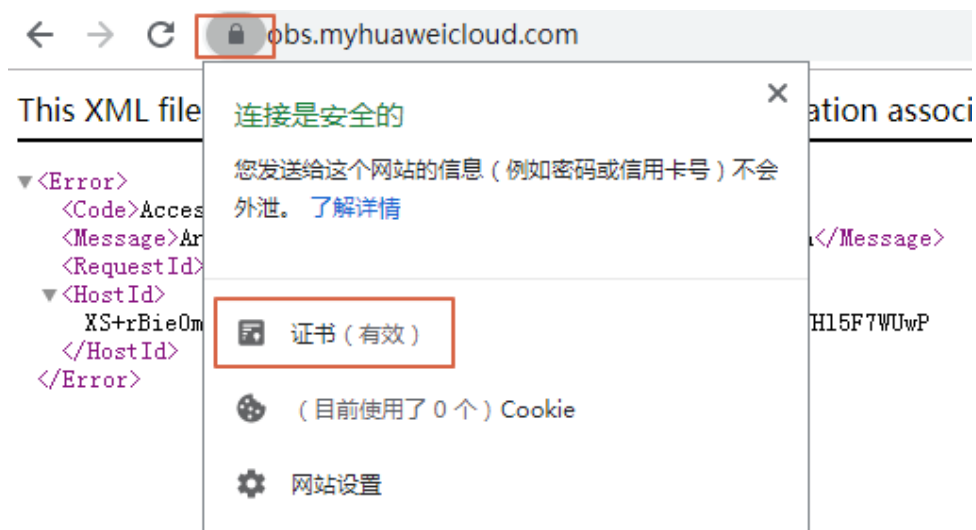 obs.myhuaweicloud.com
This XML file
ation associ
连接是安全的
您发送给这个网站的信息（例如密码或信用卡号）不会
外泄。 了解详情
<Error>
<Code>Acces
<Message>Ar
</Message>
<RequestId>
<HostId>
XS+rBieOm
Hl5F7WUwP
</HostId>
</Error>
证书（有效）
（目前使用了 0 个）Cookie
网站设置